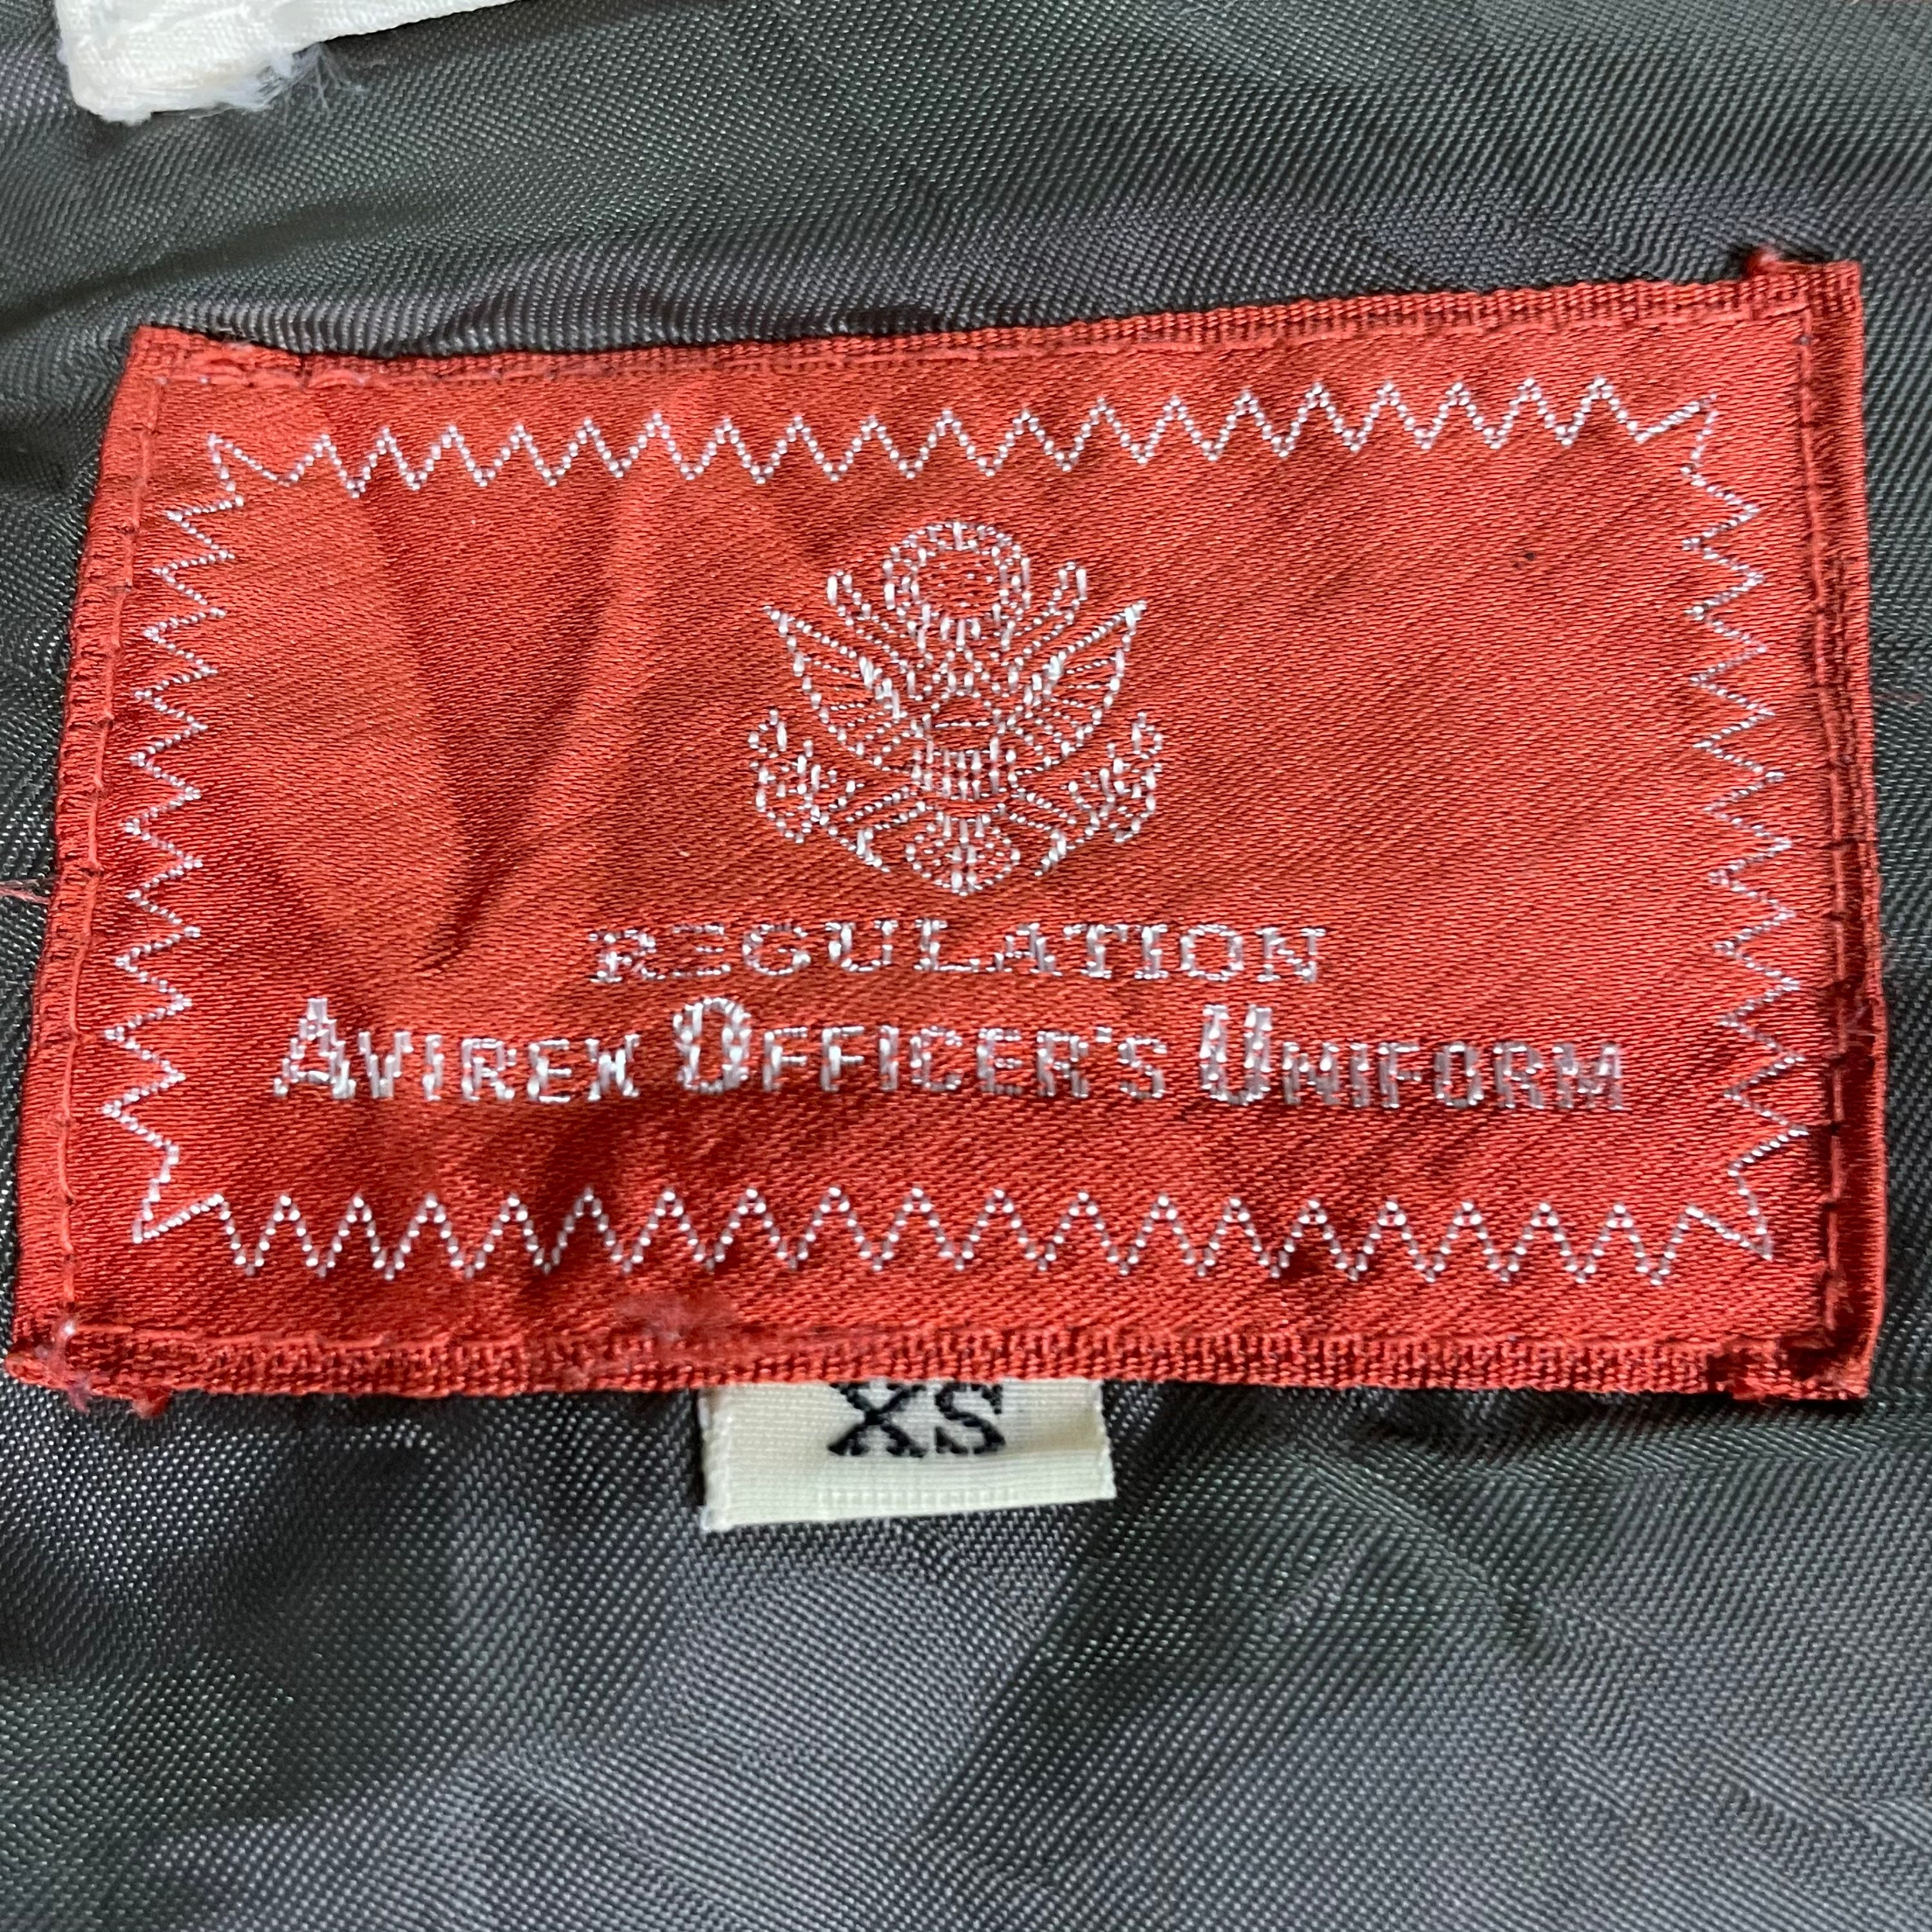 REGULATION
AVIREX OFFICER'S UNIFORM
XS